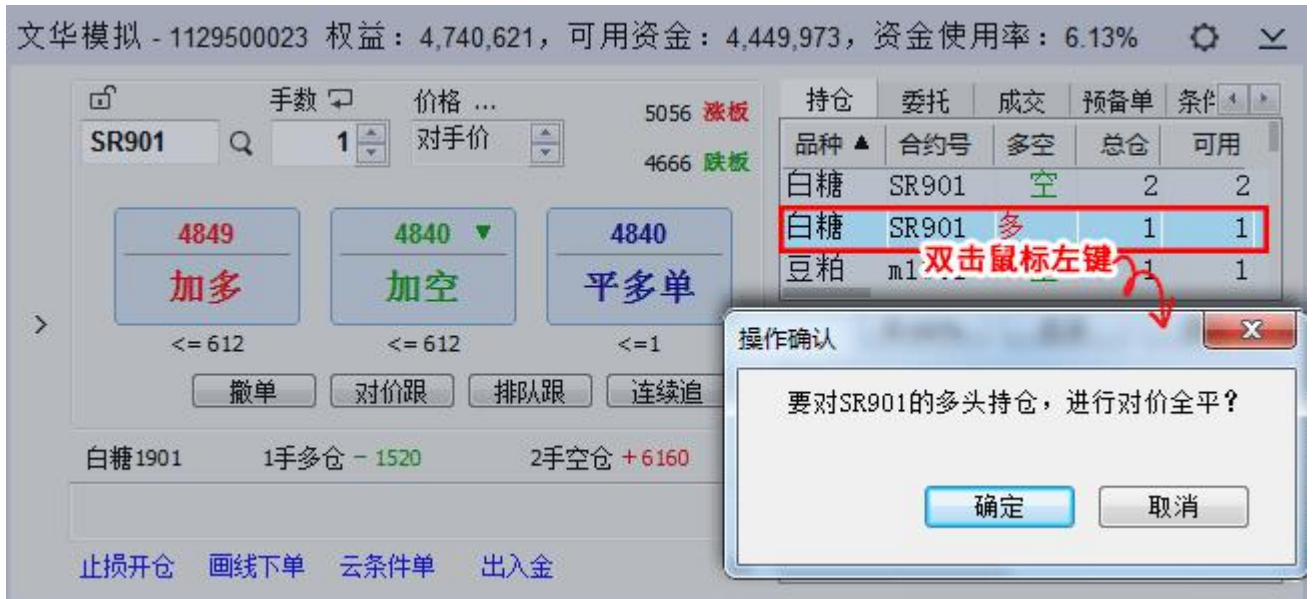 文华模拟 - 1129500023 权益：4,740,621，可用资金：4,449,973，资金使用率：6.13%
手数 价格 ...
SR901 1 对手价
5056 涨板
4666 跌板
4849 4840 ▼ 4840
加多 加空 平多单
<= 612 <= 612 <=1
撤单 对价跟 排队跟 连续追
白糖1901 1手多仓 - 1520 2手空仓 + 6160
止损开仓 画线下单 云条件单 出入金
持仓 委托 成交 预备单
品种 ▲ 合约号 多空 总仓 可用
白糖 SR901 空 2 2
白糖 SR901 多 1 1
豆粕 1 1
双击鼠标左键
操作确认
要对SR901的多头持仓，进行对价全平?
确定 取消